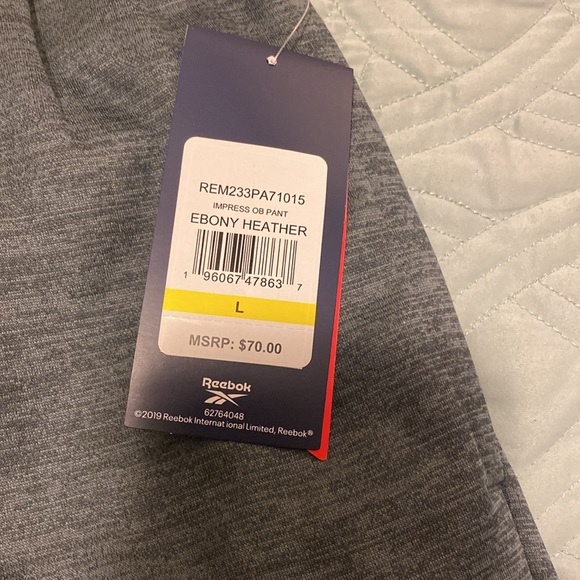 REM233PA71015
IMPRESS OB PANT
EBONY HEATHER
1 96067 47863 7
L
MSRP: $70.00
Reebok
62764048
©2019 Reebok International Limited, Reebok®